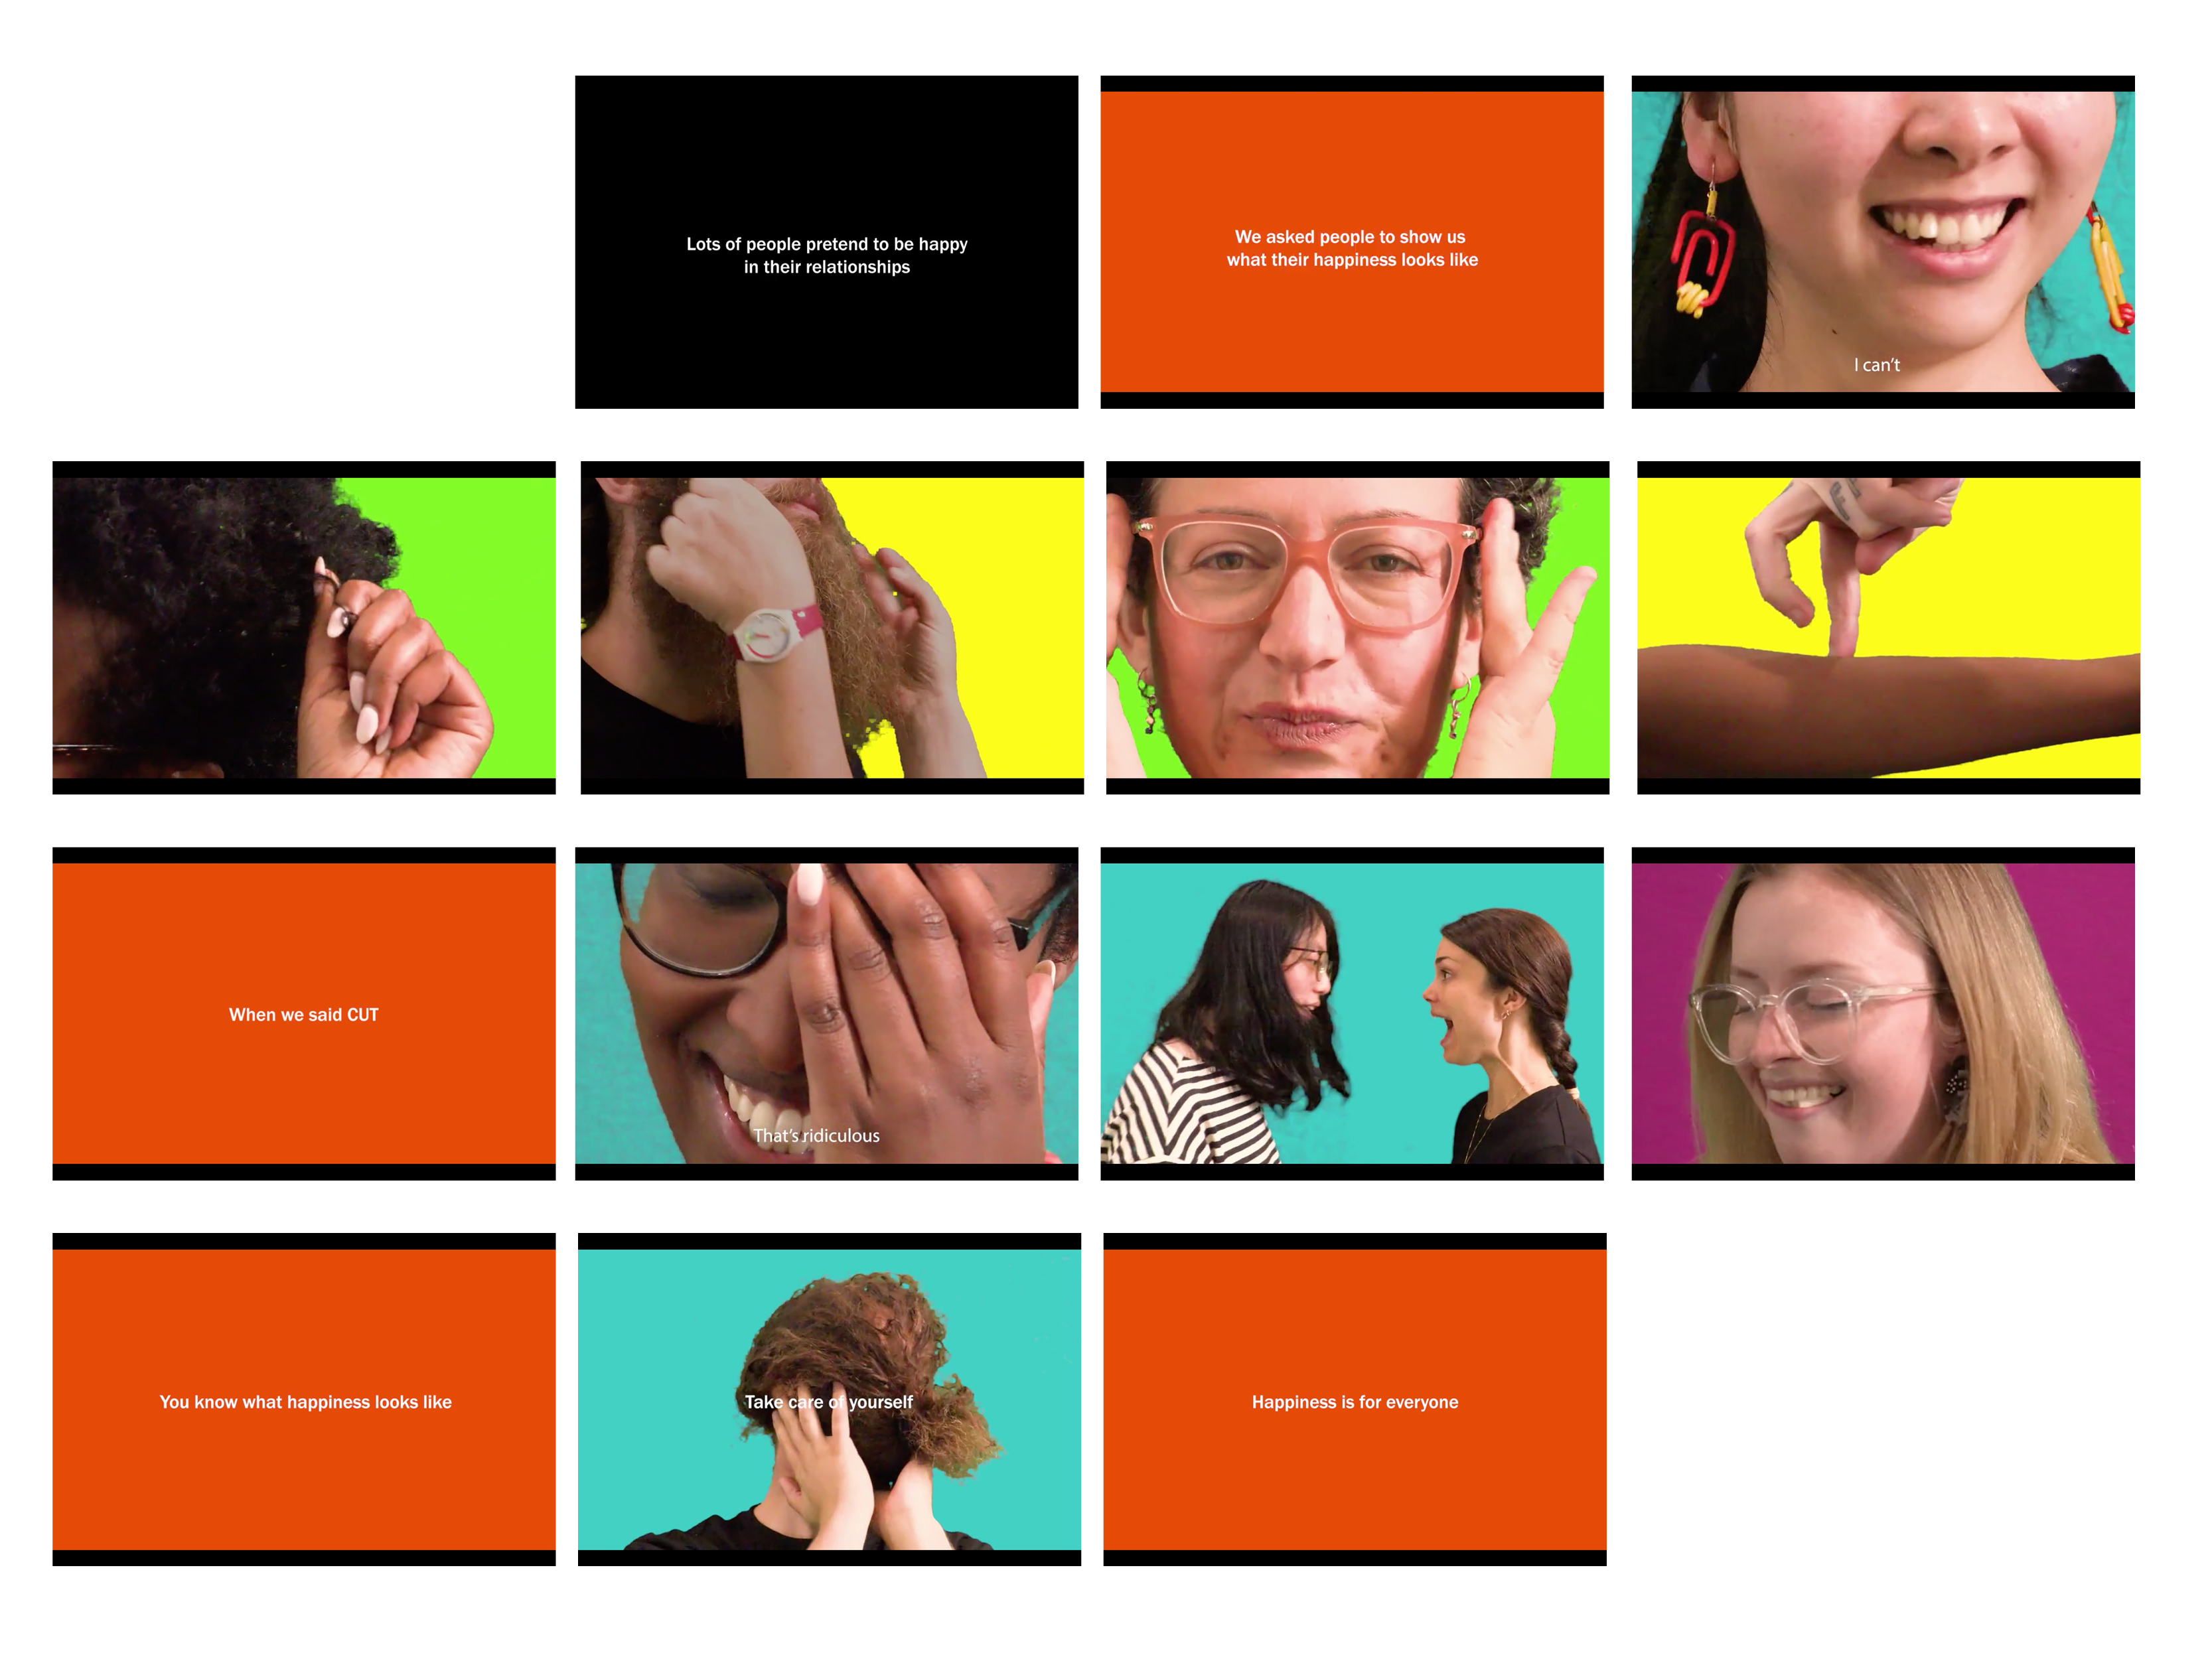 Lots of people pretend to be happy
in their relationships
We asked people to show us
what their happiness looks like
I can't
When we said CUT
That's ridiculous
You know what happiness looks like
Take care of yourself
Happiness is for everyone